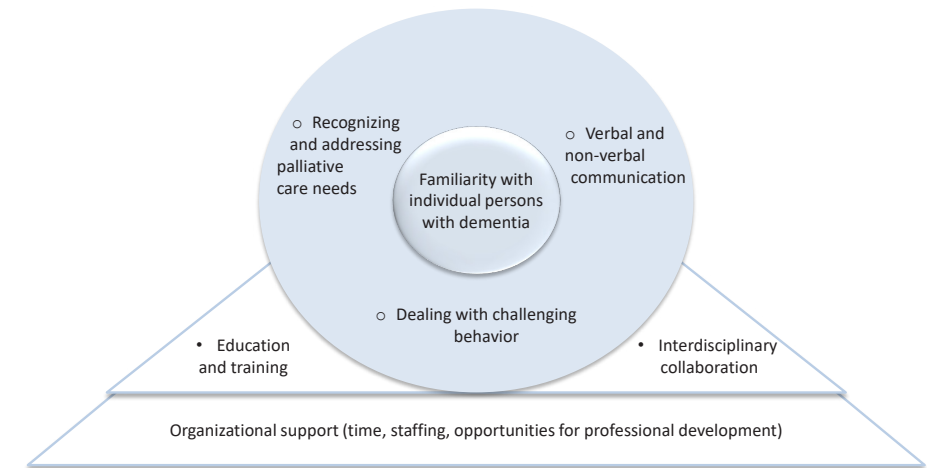 ○ Recognizing
and addressing
palliative
care needs
○ Verbal and
non-verbal
communication
Familiarity with
individual persons
with dementia
○ Dealing with challenging
behavior
• Education
and training
• Interdisciplinary
collaboration
Organizational support (time, staffing, opportunities for professional development)